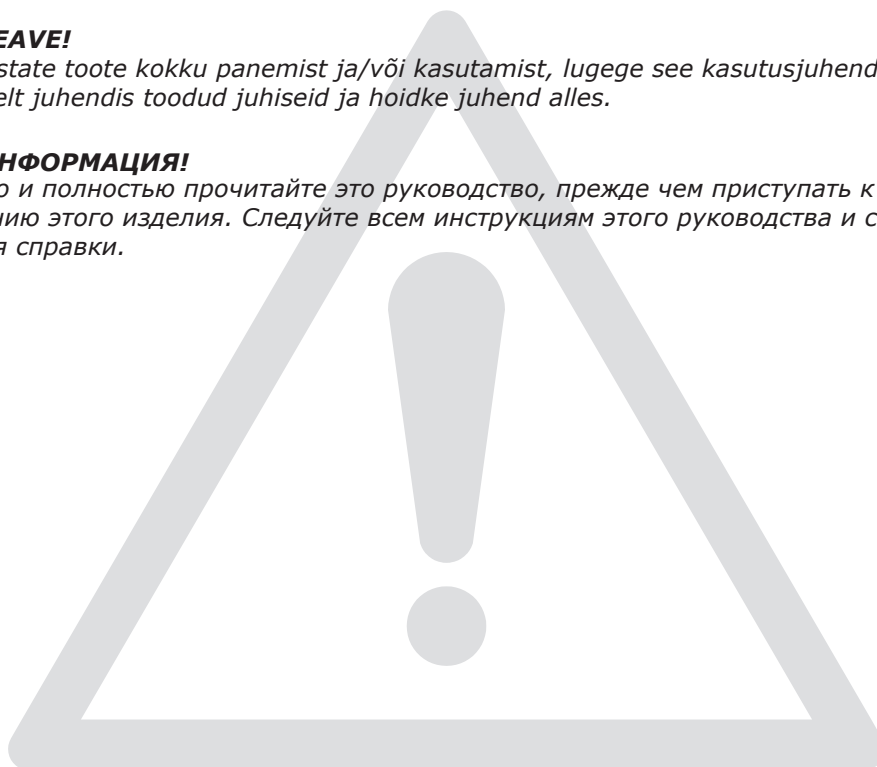 EAVE!
state toote kokku panemist ja/või kasutamist, lugege see kasutusjuhend
elt juhendis toodud juhiseid ja hoidke juhend alles.
НФОРМАЦИЯ!
о и полностью прочитайте это руководство, прежде чем приступать к
нию этого изделия. Следуйте всем инструкциям этого руководства и с
я справки.